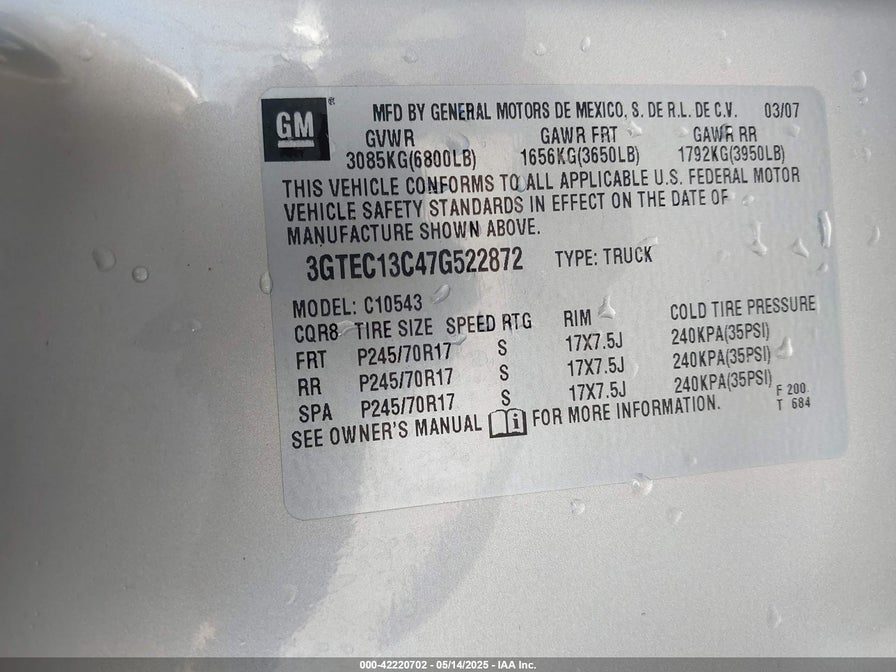 GM
MFD BY GENERAL MOTORS DE MEXICO, S. DE R.L. DE C.V. 03/07
GVWR GAWR FRT GAWR RR
3085KG(6800LB) 1656KG(3650LB) 1792KG(3950LB)
THIS VEHICLE CONFORMS TO ALL APPLICABLE U.S. FEDERAL MOTOR
VEHICLE SAFETY STANDARDS IN EFFECT ON THE DATE OF
MANUFACTURE SHOWN ABOVE.
3GTEC13C47G522872 TYPE: TRUCK
MODEL: C10543
CQR8 TIRE SIZE SPEED RTG RIM COLD TIRE PRESSURE
FRT P245/70R17 S 17X7.5J 240KPA(35PSI)
RR P245/70R17 S 17X7.5J 240KPA(35PSI)
SPA P245/70R17 S 17X7.5J 240KPA(35PSI)
SEE OWNER'S MANUAL FOR MORE INFORMATION.
F 200
T 684
000-42220702 - 05/14/2025 - IAA Inc.